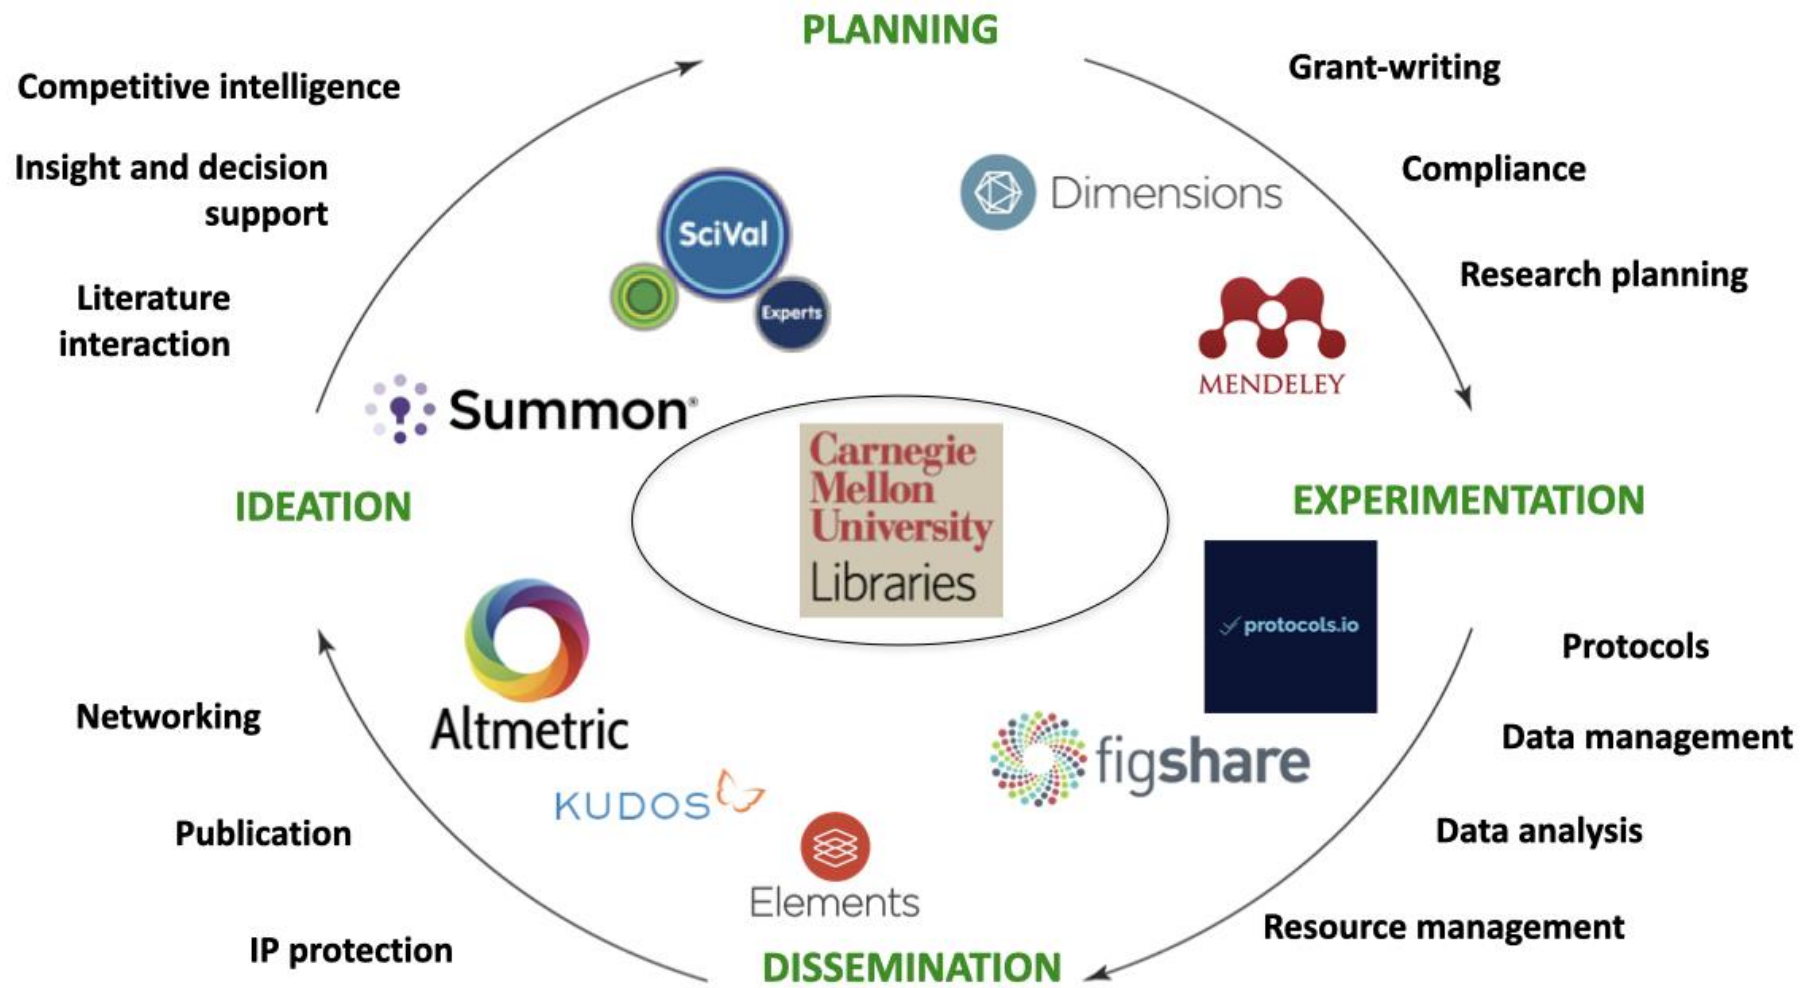 PLANNING
Competitive intelligence
Insight and decision
support
Literature
interaction
Grant-writing
Compliance
Research planning
SciVal
Experts
Dimensions
MENDELEY
Summon®
IDEATION
Carnegie
Mellon
University
Libraries
EXPERIMENTATION
protocols.io
Protocols
Data management
Data analysis
Resource management
figshare
Altmetric
KUDOS
Elements
Networking
Publication
IP protection
DISSEMINATION